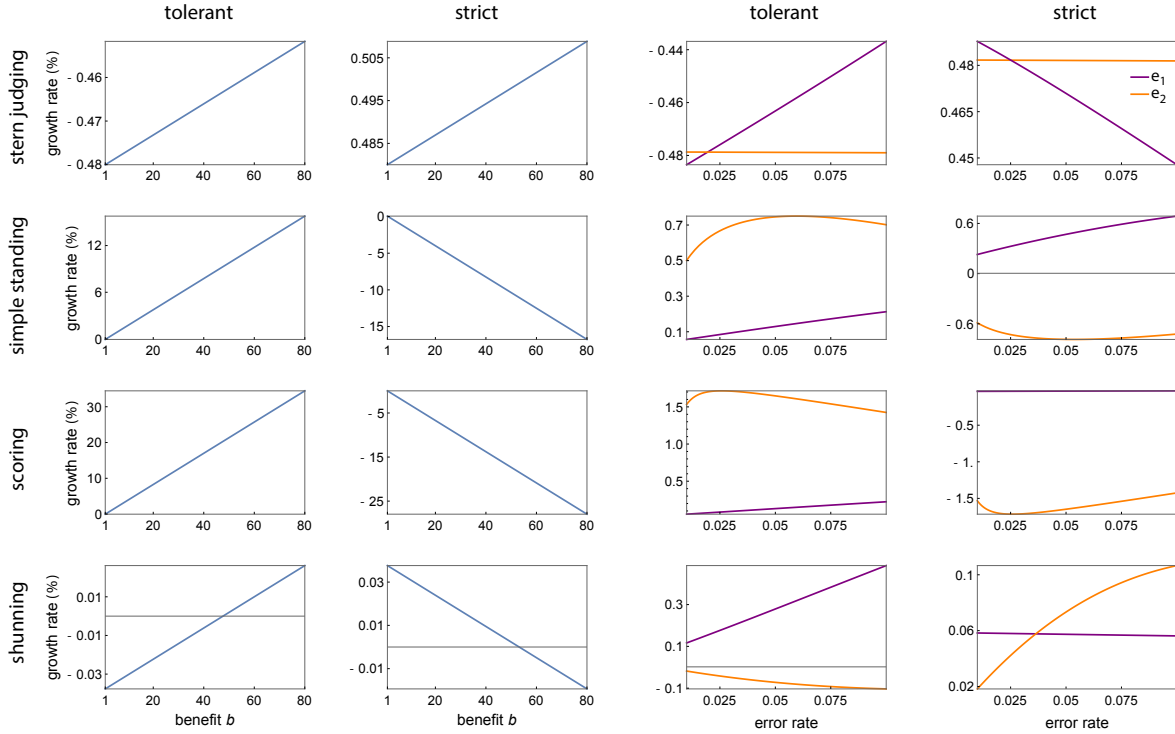 tolerant strict tolerant strict
stern judging
growth rate (%)
- 0.46
- 0.47
- 0.48
1 20 40 60 80
0.505
0.495
0.485
1 20 40 60 80
- 0.44
- 0.46
- 0.48
0.025 0.05 0.075
0.48
0.465
0.45
0.025 0.05 0.075
e1
e2
simple standing
growth rate (%)
12
6
0
1 20 40 60 80
0
- 5
- 10
- 15
1 20 40 60 80
0.7
0.5
0.3
0.1
0.025 0.05 0.075
0.6
0
- 0.6
0.025 0.05 0.075
scoring
growth rate (%)
30
20
10
0
1 20 40 60 80
- 5
- 15
- 25
1 20 40 60 80
1.5
1.0
0.5
0.025 0.05 0.075
- 0.5
- 1.
- 1.5
0.025 0.05 0.075
shunning
growth rate (%)
0.01
- 0.01
- 0.03
1 20 40 60 80
benefit b
0.03
0.01
- 0.01
1 20 40 60 80
benefit b
0.3
0.1
- 0.1
0.025 0.05 0.075
error rate
0.1
0.06
0.02
0.025 0.05 0.075
error rate